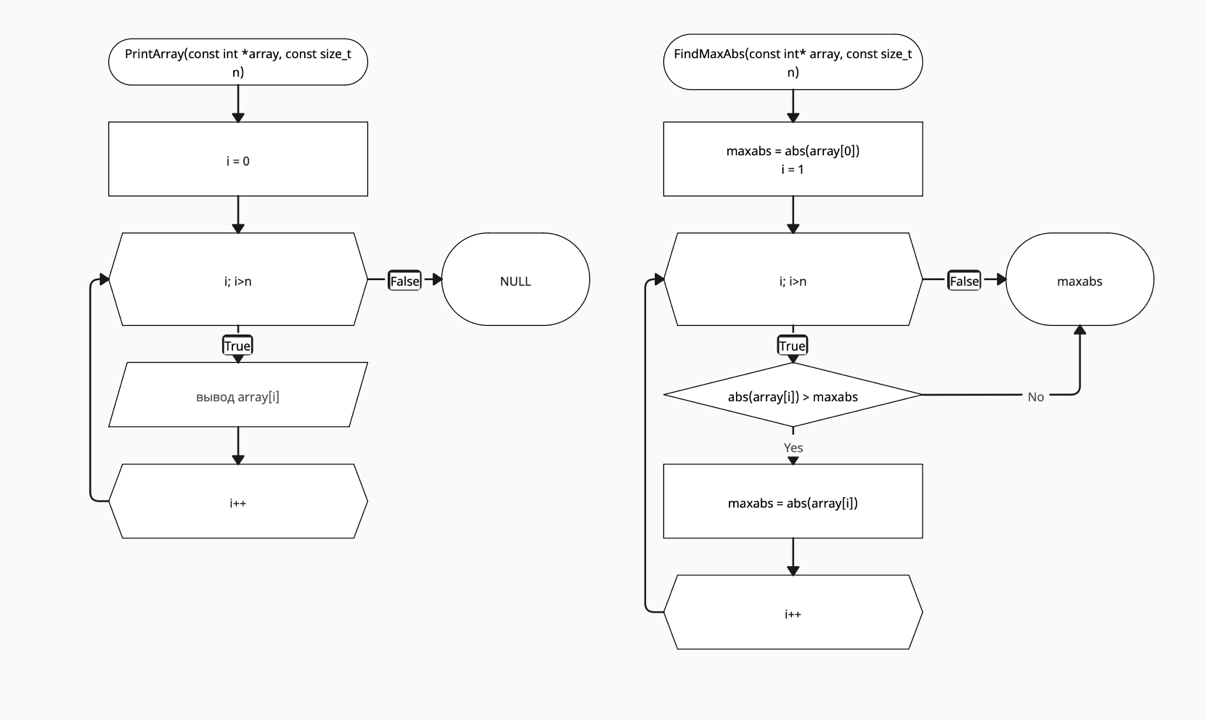 PrintArray(const int *array, const size_t
n)
i = 0
i; i>n
False
NULL
True
вывод array[i]
i++
FindMaxAbs(const int* array, const size_t
n)
maxabs = abs(array[0])
i = 1
i; i>n
False
maxabs
True
abs(array[i]) > maxabs
No
Yes
maxabs = abs(array[i])
i++